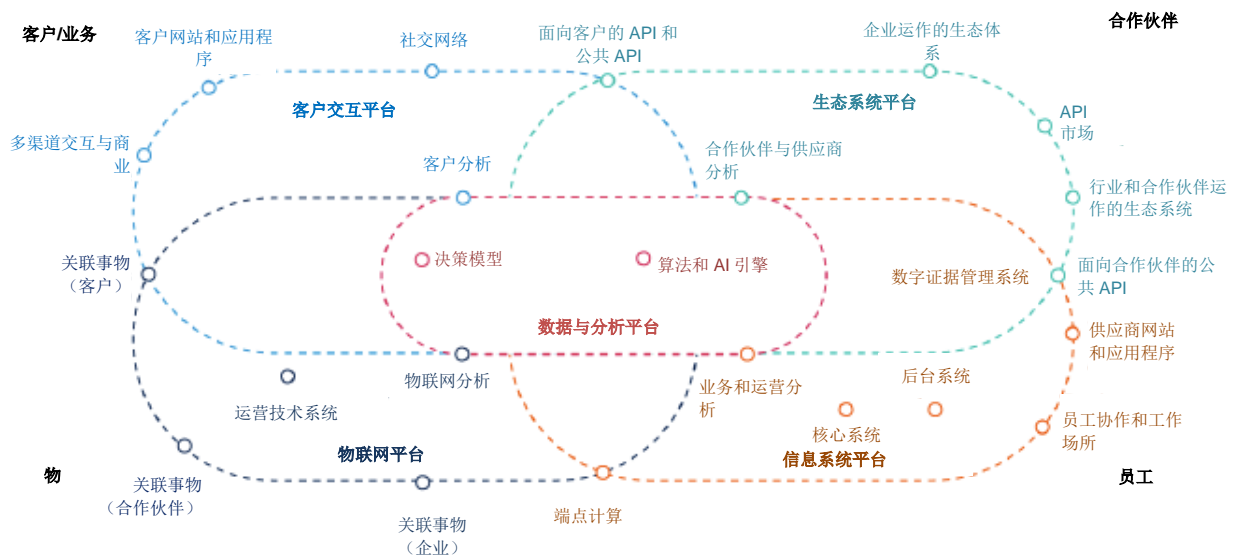 客户/业务
客户网站和应用程
序
社交网络
面向客户的 API 和
公共 API
企业运作的生态体
系
合作伙伴
客户交互平台
生态系统平台
API
市场
多渠道交互与商
业
客户分析
合作伙伴与供应商
分析
行业和合作伙伴运
作的生态系统
关联事物
（客户）
决策模型
算法和 AI 引擎
数字证据管理系统
面向合作伙伴的公
共 API
数据与分析平台
供应商网站
和应用程序
物联网分析
业务和运营分
析
后台系统
运营技术系统
核心系统
员工协作和工作
场所
物联网平台
信息系统平台
物
员工
关联事物
（合作伙伴）
关联事物
（企业）
端点计算